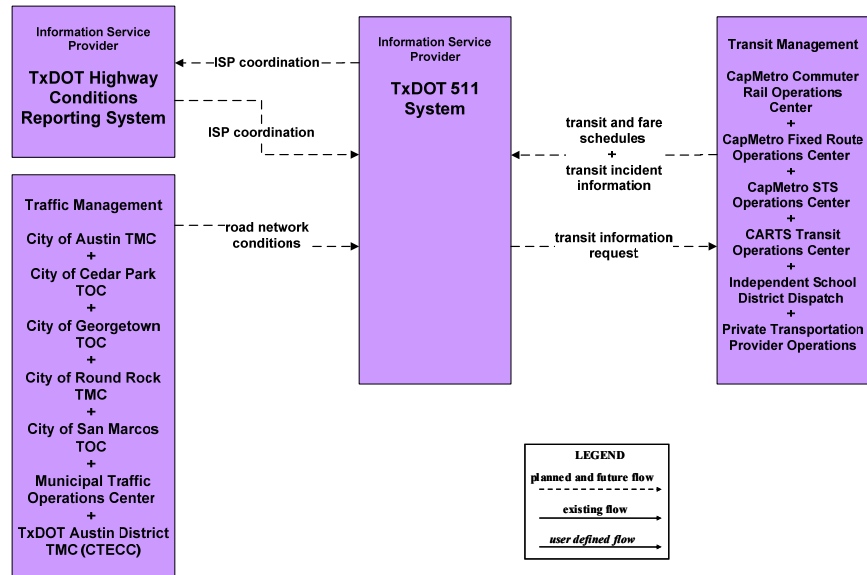 Information Service
Provider
TxDOT Highway
Conditions
Reporting System
Traffic Management
City of Austin TMC
+
City of Cedar Park
TOC
+
City of Georgetown
TOC
+
City of Round Rock
TMC
+
City of San Marcos
TOC
+
Municipal Traffic
Operations Center
+
TxDOT Austin District
TMC (CTECC)
ISP coordination
ISP coordination
road network
conditions
Information Service
Provider
TxDOT 511
System
transit and fare
schedules
+
transit incident
information
transit information
request
Transit Management
CapMetro Commuter
Rail Operations
Center
+
CapMetro Fixed Route
Operations Center
+
CapMetro STS
Operations Center
+
CARTS Transit
Operations Center
+
Independent School
District Dispatch
+
Private Transportation
Provider Operations
LEGEND
planned and future flow
existing flow
user defined flow